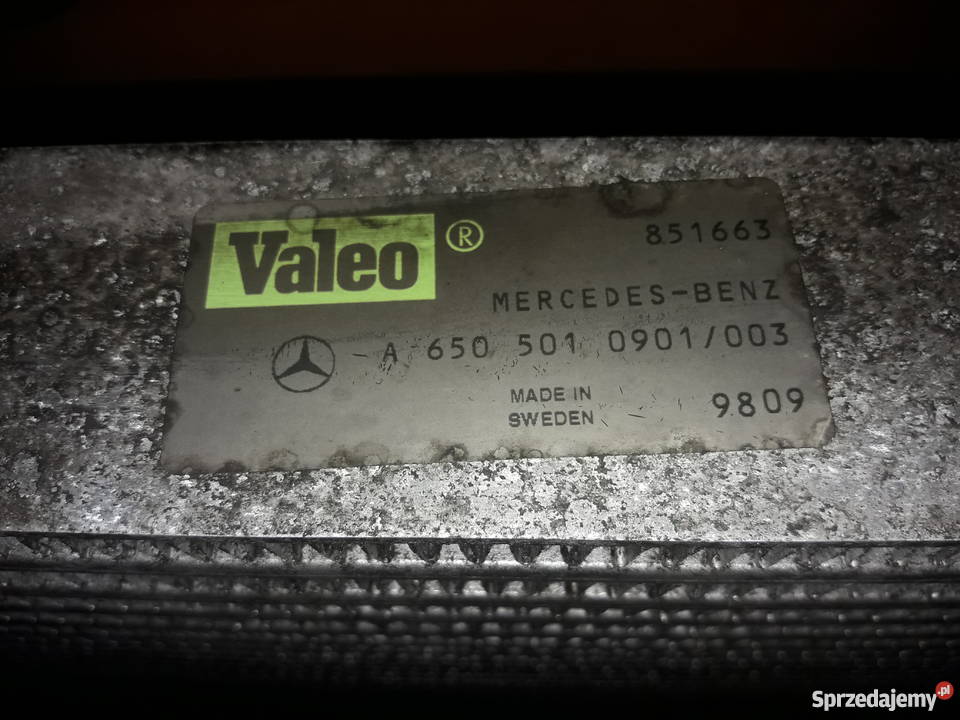 Valeo ® 851663
MERCEDES-BENZ
A 650 501 0901/003
MADE IN
SWEDEN 9809
Sprzedajemy.pl